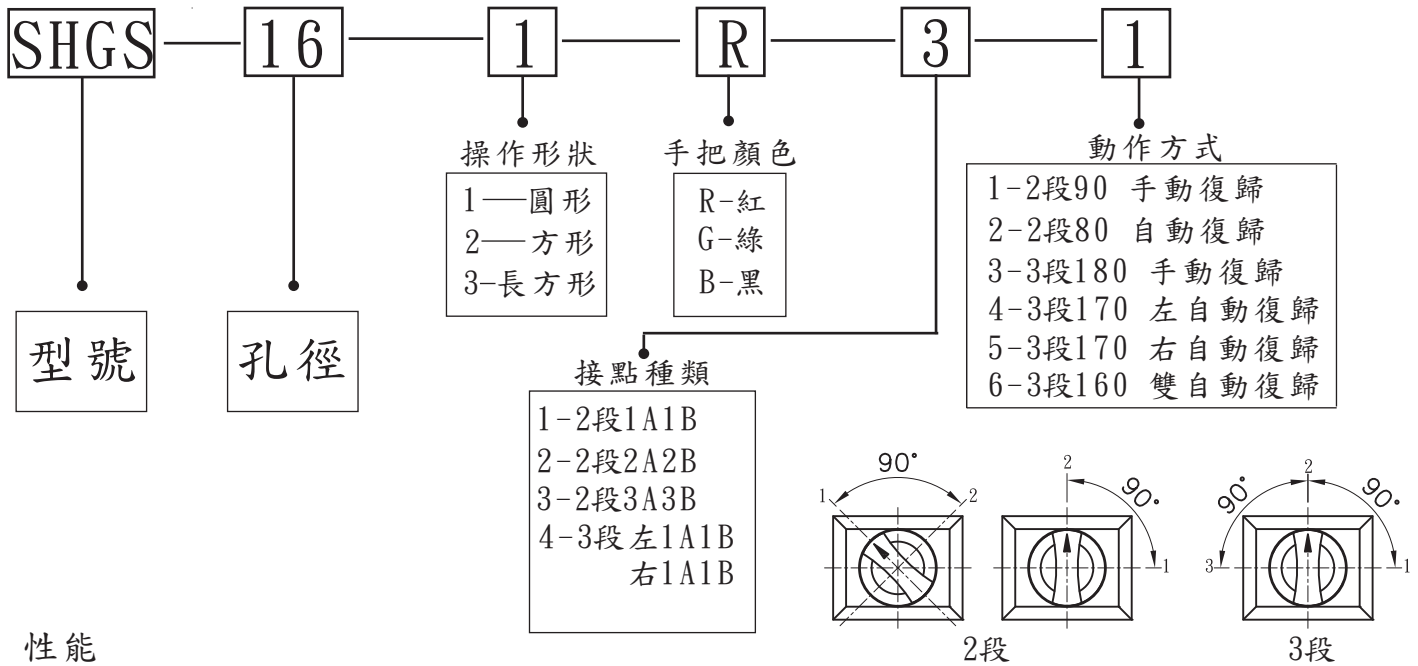 SHGS 16 1 R 3 1
型號
孔徑
操作形狀
1—圓形
2—方形
3-長方形
手把顏色
R-紅
G-綠
B-黑
接點種類
1-2段1A1B
2-2段2A2B
3-2段3A3B
4-3段左1A1B
右1A1B
動作方式
1-2段90 手動復歸
2-2段80 自動復歸
3-3段180 手動復歸
4-3段170 左自動復歸
5-3段170 右自動復歸
6-3段160 雙自動復歸
90°
1 2
2
90°
1
2段
2
90° 90°
3 1
3段
性能